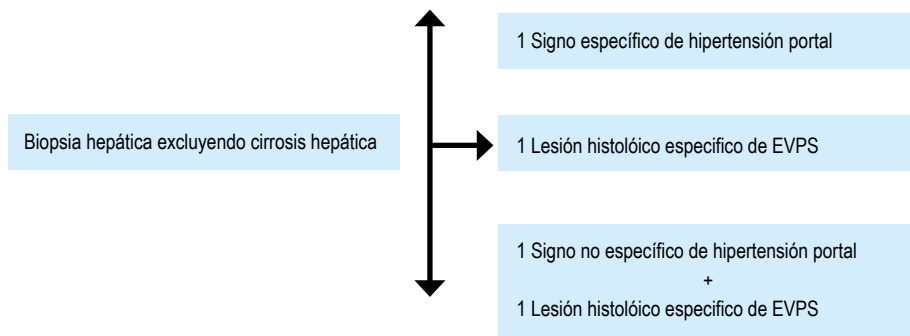 1 Signo específico de hipertensión portal
Biopsia hepática excluyendo cirrosis hepática
1 Lesión histolóico especifico de EVPS
1 Signo no específico de hipertensión portal
+
1 Lesión histolóico especifico de EVPS